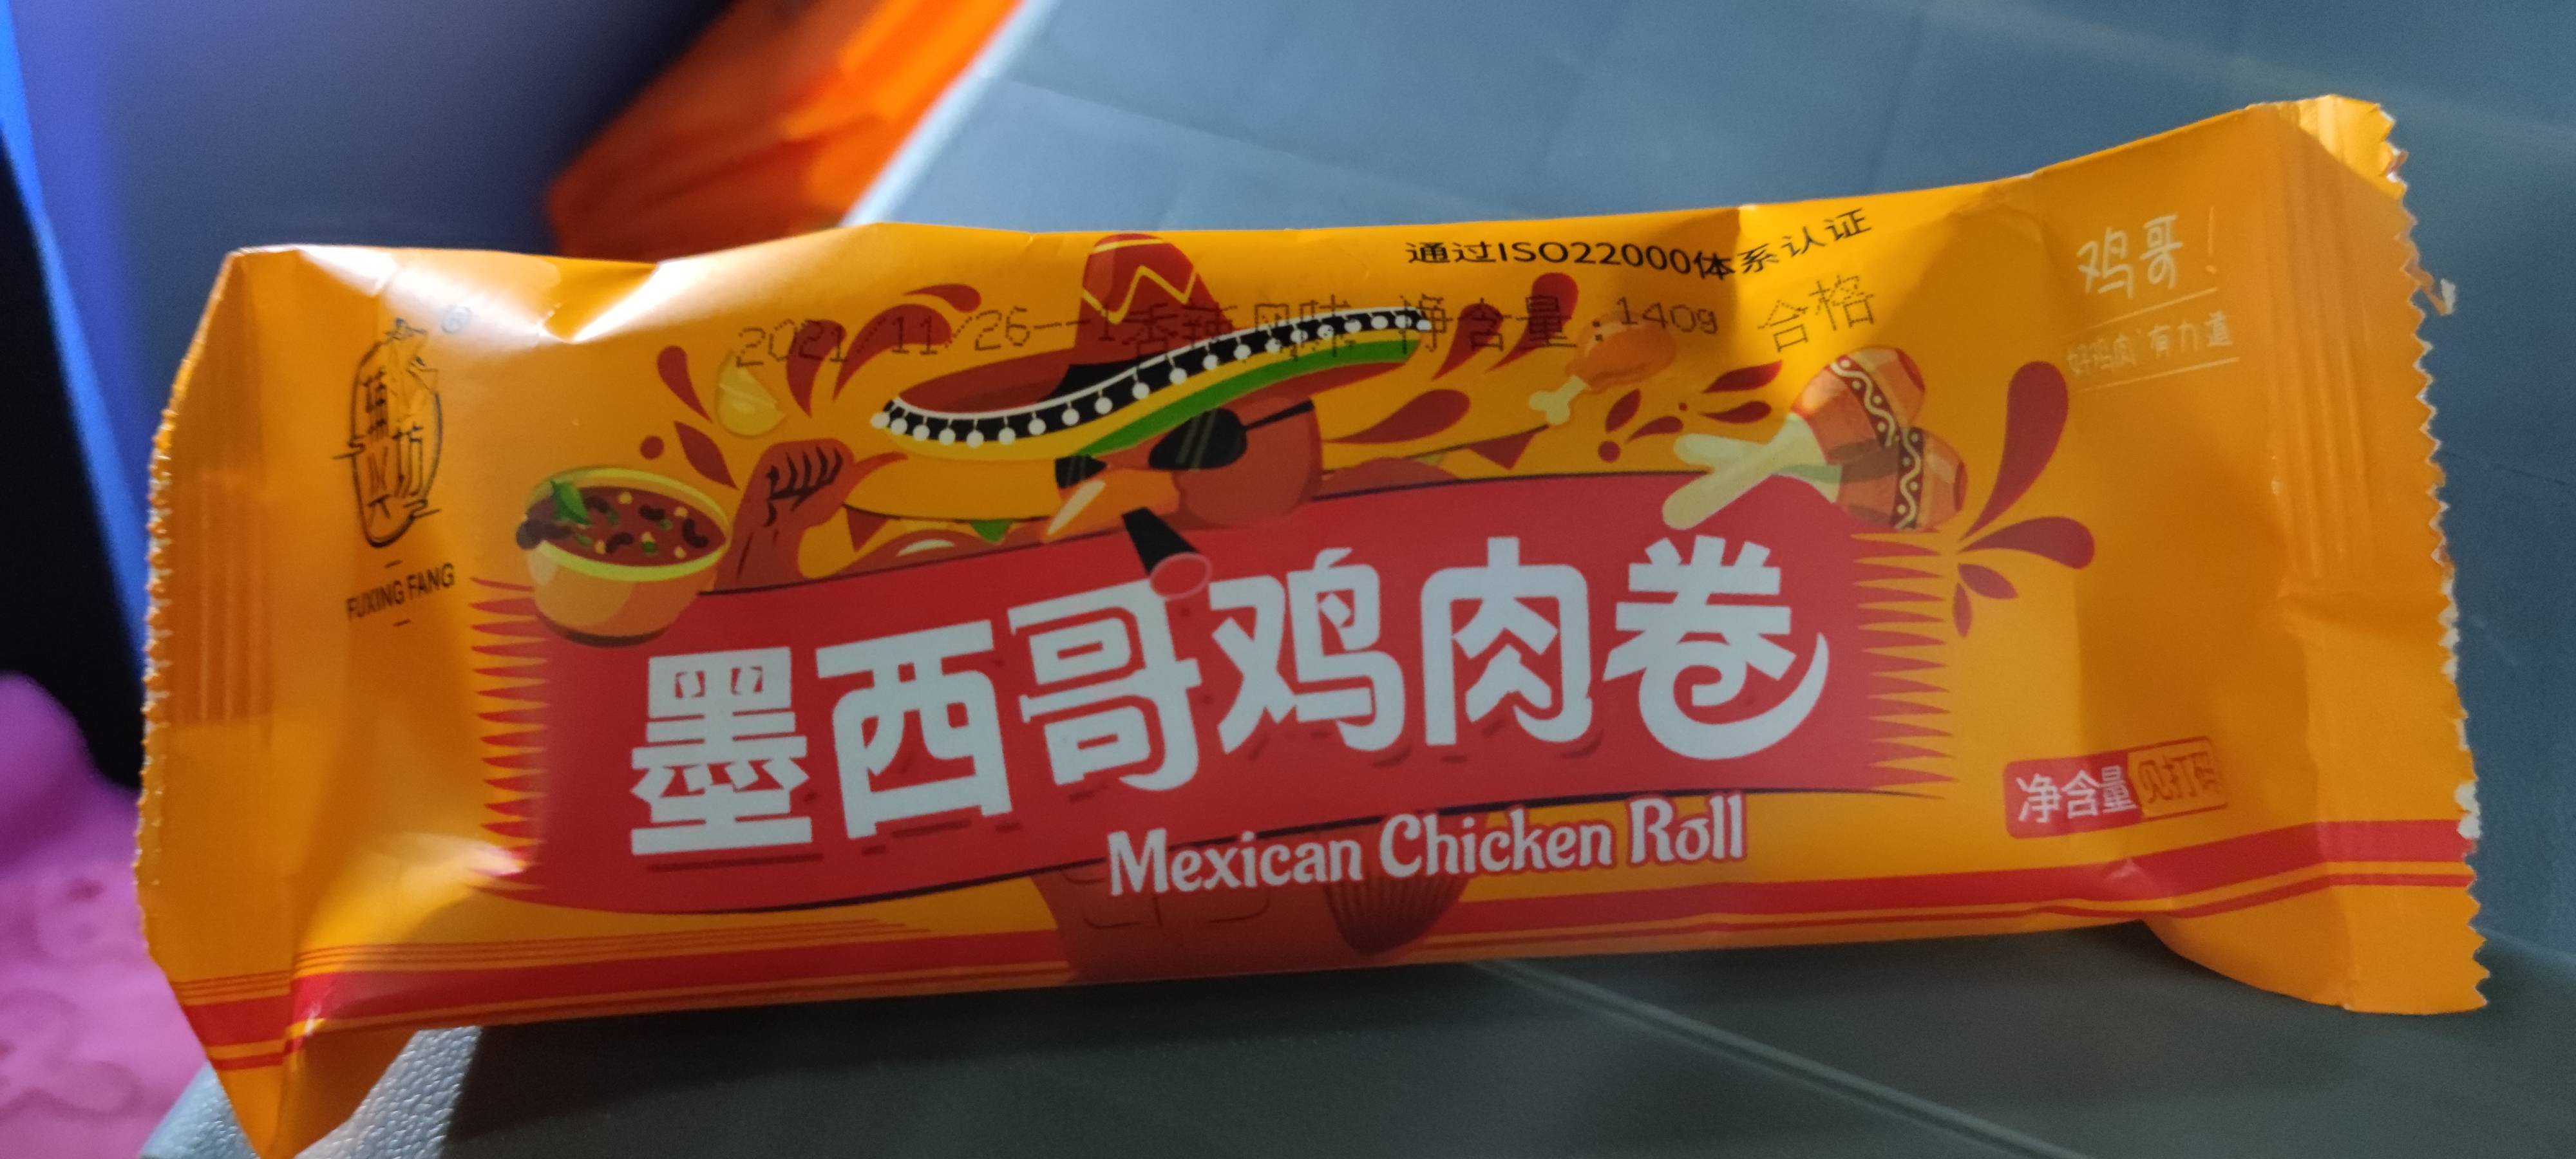 通过ISO22000体系认证
2021/11/26--1香辣风味 净含量:140g 合格
鸡哥!
好鸡肉 有力道
辅兴坊
®
FUXING FANG
墨西哥鸡肉卷
Mexican Chicken Roll
净含量 见打码